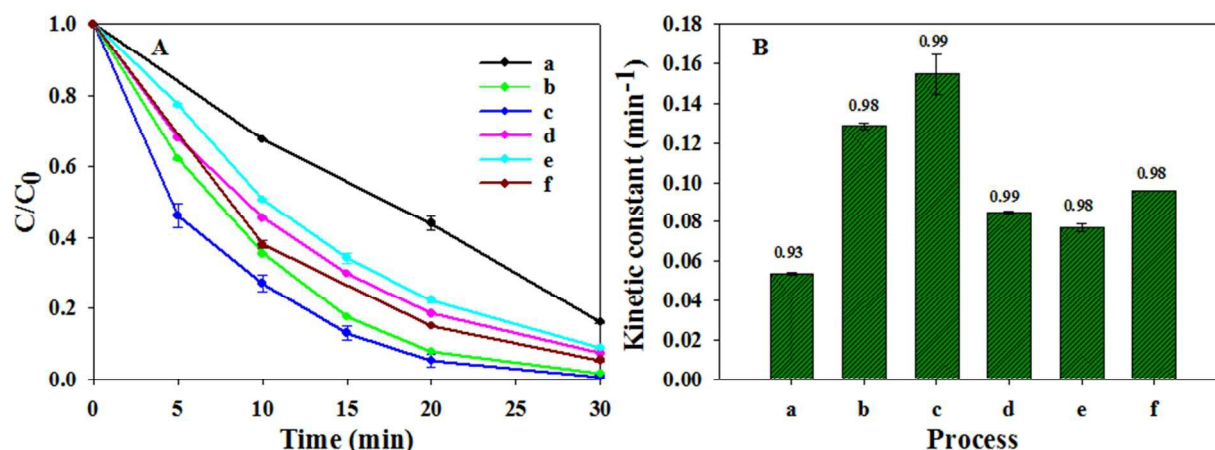 A
C/C0
1.0
0.8
0.6
0.4
0.2
0.0
a
b
c
d
e
f
0 5 10 15 20 25 30
Time (min)
B
Kinetic constant (min-1)
0.18
0.16
0.14
0.12
0.10
0.08
0.06
0.04
0.02
0.00
0.93
0.98
0.99
0.99
0.98
0.98
a b c d e f
Process